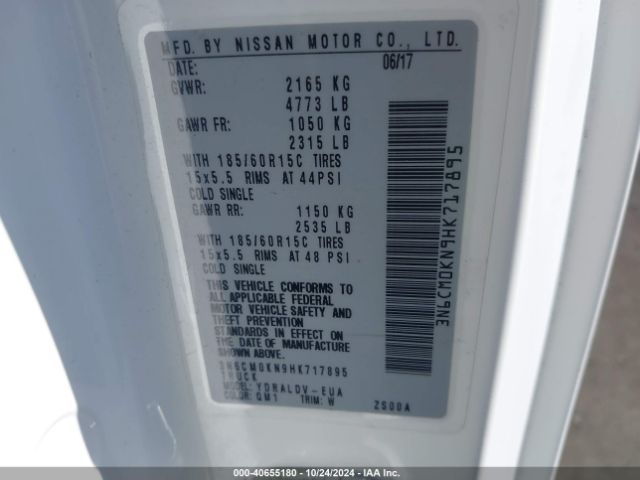 MFD. BY NISSAN MOTOR CO., LTD.
DATE: 06/17
GVWR: 2165 KG
4773 LB
GAWR FR: 1050 KG
2315 LB
WITH 185/60R15C TIRES
15x5.5 RIMS AT 44PSI
COLD SINGLE
GAWR RR: 1150 KG
2535 LB
WITH 185/60R15C TIRES
15x5.5 RIMS AT 48 PSI
COLD SINGLE
THIS VEHICLE CONFORMS TO
ALL APPLICABLE FEDERAL
MOTOR VEHICLE SAFETY AND
THEFT PREVENTION
STANDARDS IN EFFECT ON
THE DATE OF MANUFACTURE
SHOWN ABOVE.
3N6CM0KN9HK717895
TRUCK
MODEL: YDRALDV-EUA
COLOR: QM1 TRIM: W ZS00A
3N6CM0KN9HK717895
000-40655180 - 10/24/2024 - IAA Inc.